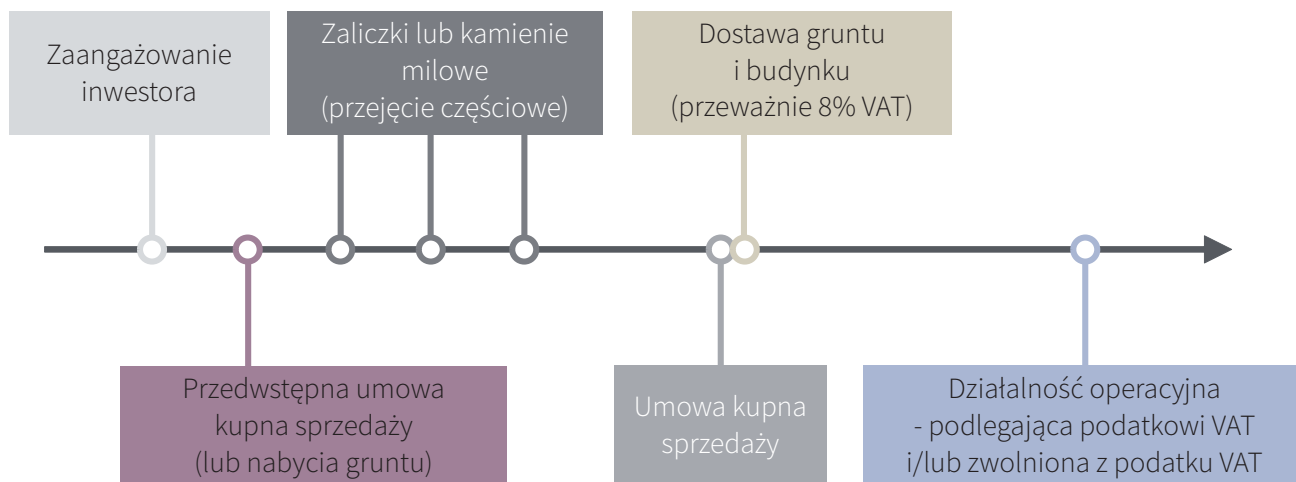 Zaangażowanie
inwestora
Zaliczki lub kamienie
milowe
(przejęcie częściowe)
Dostawa gruntu
i budynku
(przeważnie 8% VAT)
Przedwstępna umowa
kupna sprzedaży
(lub nabycia gruntu)
Umowa kupna
sprzedaży
Działalność operacyjna
- podlegająca podatkowi VAT
i/lub zwolniona z podatku VAT